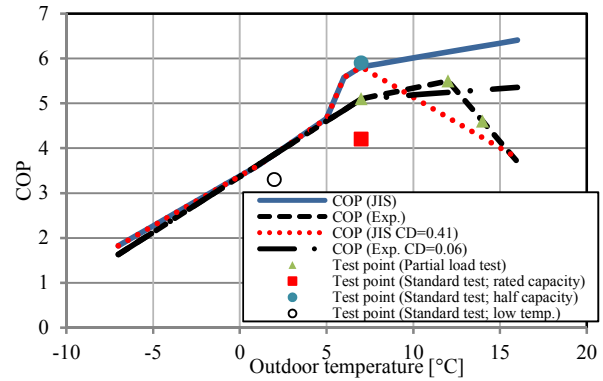 7
6
5
4
3
2
1
0
COP
COP (JIS)
COP (Exp.)
COP (JIS CD=0.41)
COP (Exp. CD=0.06)
Test point (Partial load test)
Test point (Standard test; rated capacity)
Test point (Standard test; half capacity)
Test point (Standard test; low temp.)
-10 -5 0 5 10 15 20
Outdoor temperature [°C]